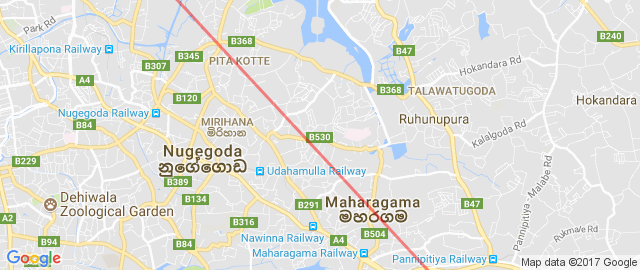 Park Rd
Kirillapona Railway
B368
B345
B307
PITA KOTTE
A4
B47
B240
Hokandara Rd
B368
TALAWATUGODA
Hokandara
B120
Nugegoda Railway
B84
MIRIHANA
මිරිහාන
Ruhunupura
Kalalgoda Rd
B530
Nugegoda
නුගේගොඩ
B229
B389
Udahamulla Railway
Pannipitiya - Malabe Rd
Dehiwala
Zoological Garden
B134
B291
Maharagama
මහරගම
B47
A2
B316
B504
Rukmale Rd
B94
B84
Nawinna Railway
A4
Maharagama Railway
Pannipitiya Railway
Google
Map data ©2017 Google